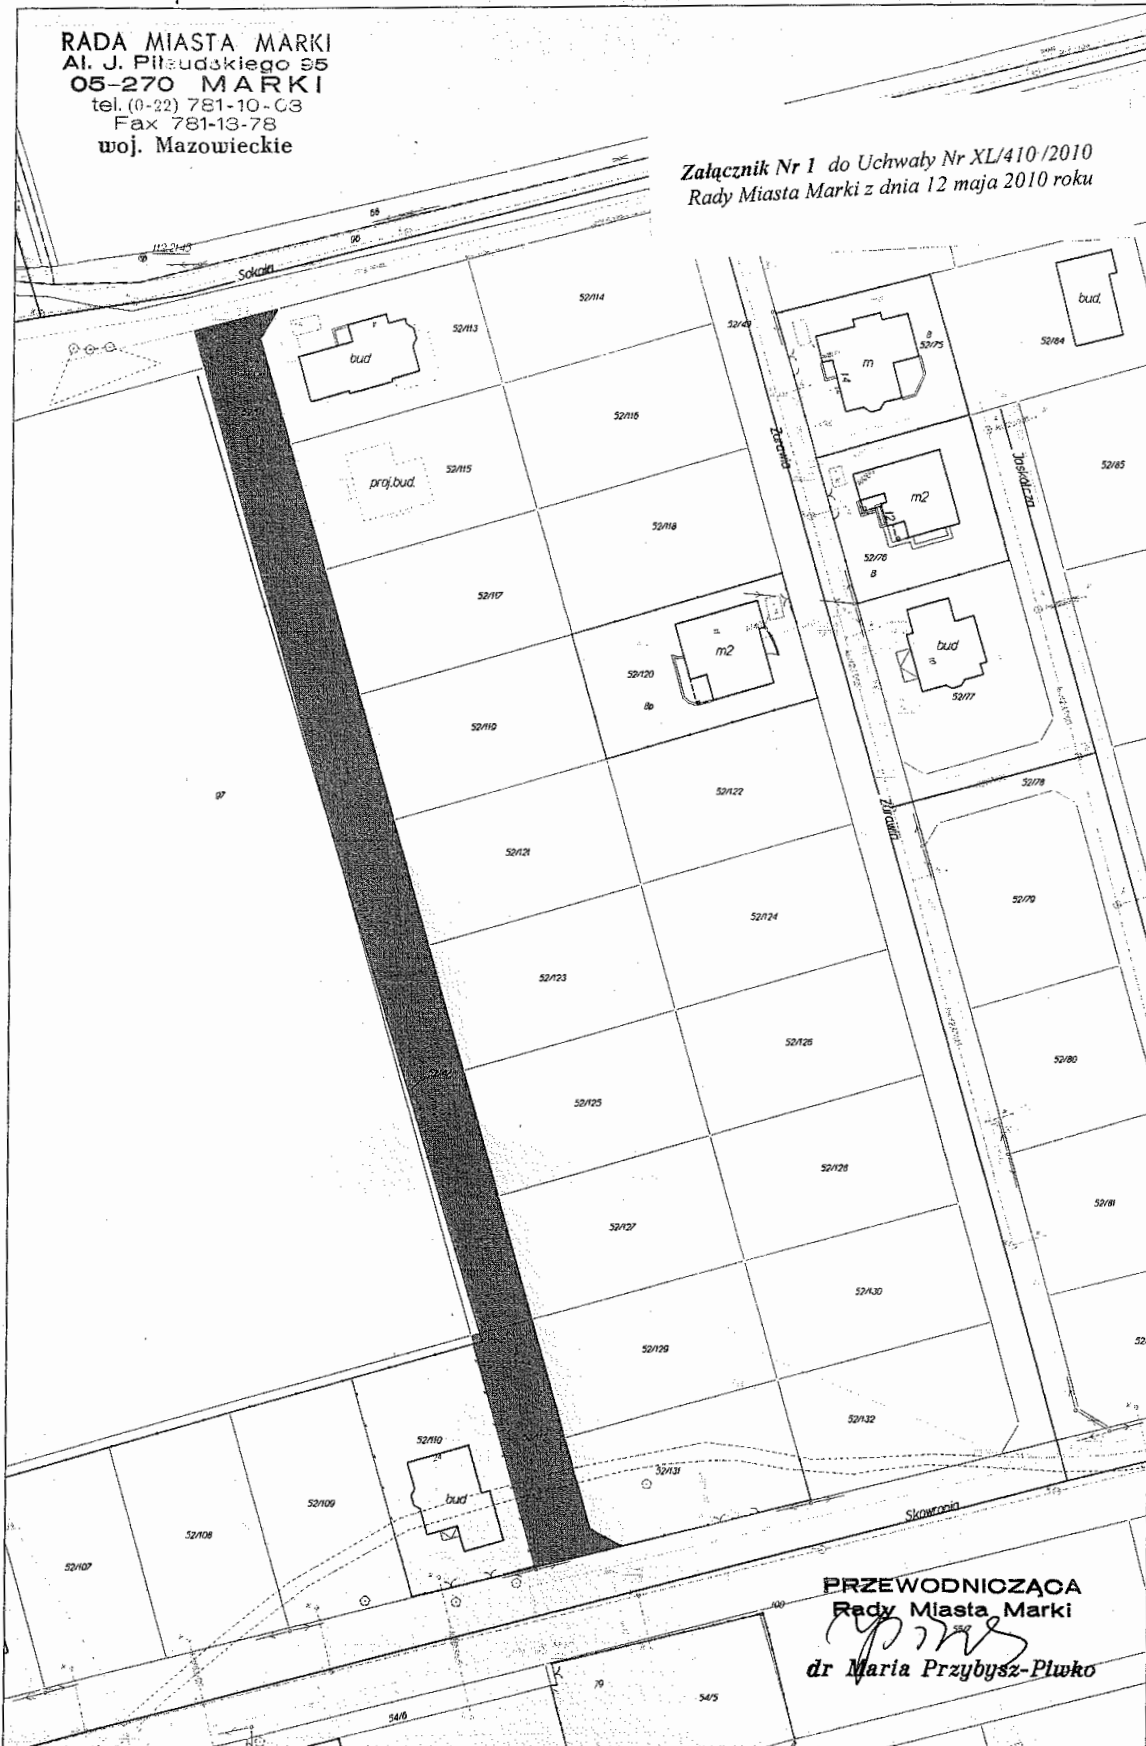 RADA MIASTA MARKI
Al. J. Piłsudskiego 95
05-270 MARKI
tel. (0-22) 781-10-03
Fax 781-13-78
woj. Mazowieckie
Załącznik Nr 1 do Uchwały Nr XL/410/2010
Rady Miasta Marki z dnia 12 maja 2010 roku
Sokola
52/114
52/113
bud
52/49
m
14
52/75
bud.
52/84
52/116
Żurawia
Jaskółcza
52/85
proj.bud.
52/115
52/118
m2
12
52/76
52/117
52/120
m2
bud
52/77
52/119
97
52/122
52/78
Żurawia
52/121
52/124
52/79
52/123
52/126
52/80
52/125
52/128
52/81
52/127
52/130
52/129
52/132
52/110
24
bud
52/131
52/109
52/108
52/107
Skowronia
PRZEWODNICZĄCA
Rady Miasta Marki
dr Maria Przybysz-Piwko
79
54/5
54/6